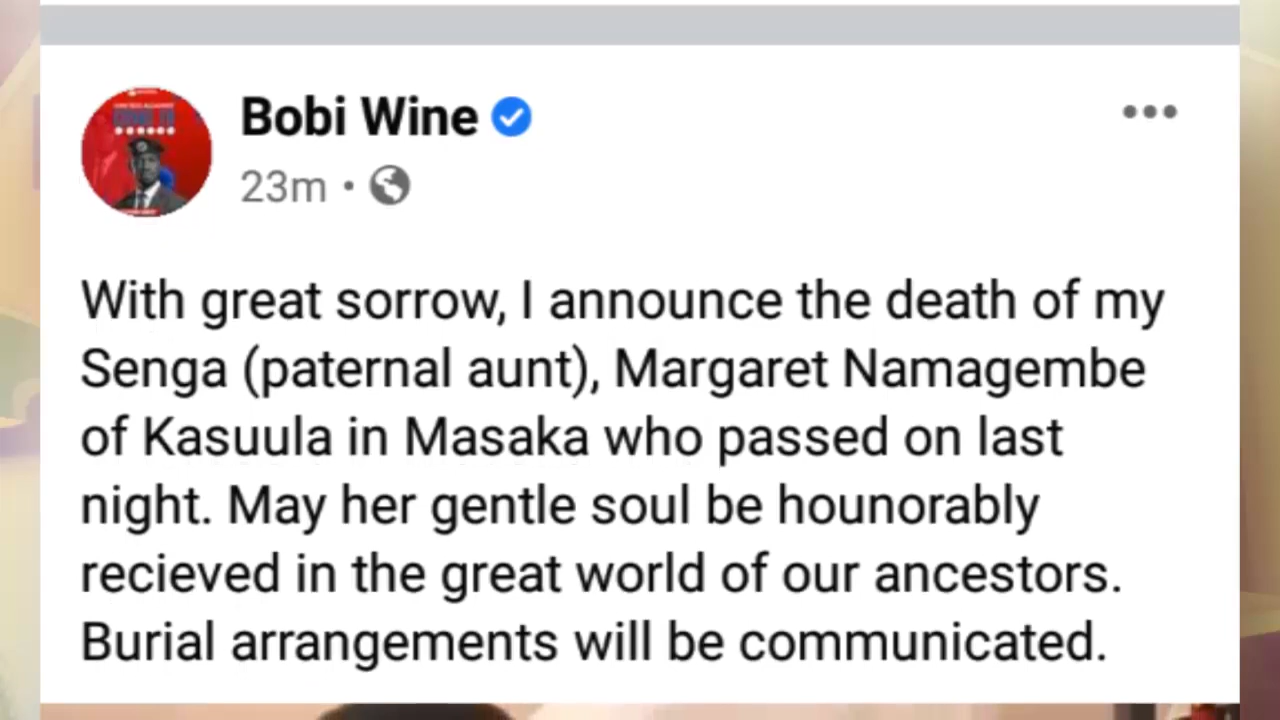 Bobi Wine
23m •
With great sorrow, I announce the death of my
Senga (paternal aunt), Margaret Namagembe
of Kasuula in Masaka who passed on last
night. May her gentle soul be hounorably
recieved in the great world of our ancestors.
Burial arrangements will be communicated.